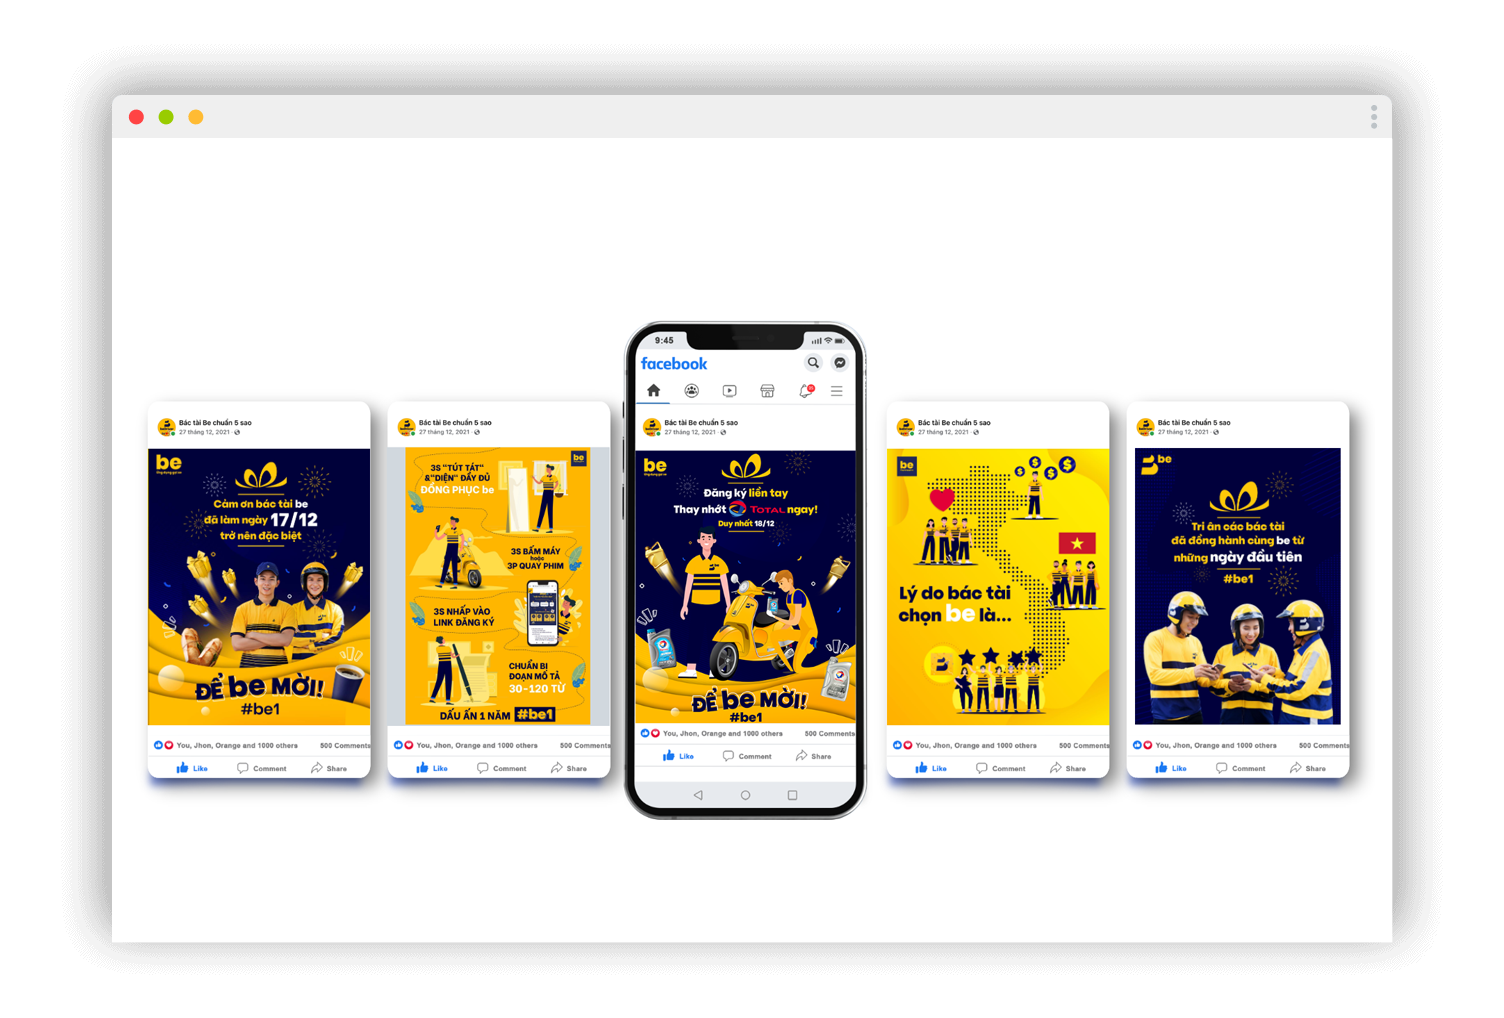 Bác tài Be chuẩn 5 sao
27 tháng 12, 2021
be
Cảm ơn bác tài be
đã làm ngày 17/12
trở nên đặc biệt
ĐỂ be MỜI!
#be1
You, Jhon, Orange and 1000 others
500 Comments
Like
Comment
Share
Bác tài Be chuẩn 5 sao
27 tháng 12, 2021
be
3S "TÚT TÁT"
&"DIỆN" ĐẦY ĐỦ
ĐỒNG PHỤC be
3S BẤM MÁY
hoặc
3P QUAY PHIM
3S NHẤP VÀO
LINK ĐĂNG KÝ
CHUẨN BỊ
ĐOẠN MÔ TẢ
30-120 TỪ
DẤU ẤN 1 NĂM #be1
You, Jhon, Orange and 1000 others
500 Comments
Like
Comment
Share
9:45
facebook
Bác tài Be chuẩn 5 sao
27 tháng 12, 2021
be
Đăng ký liền tay
Thay nhớt TOTAL ngay!
Duy nhất 18/12
ĐỂ be MỜI!
#be1
You, Jhon, Orange and 1000 others
500 Comments
Like
Comment
Share
Bác tài Be chuẩn 5 sao
27 tháng 12, 2021
be
Lý do bác tài
chọn be là...
You, Jhon, Orange and 1000 others
500 Comments
Like
Comment
Share
Bác tài Be chuẩn 5 sao
27 tháng 12, 2021
be
Tri ân các bác tài
đã đồng hành cùng be từ
những ngày đầu tiên
#be1
You, Jhon, Orange and 1000 others
500 Comments
Like
Comment
Share